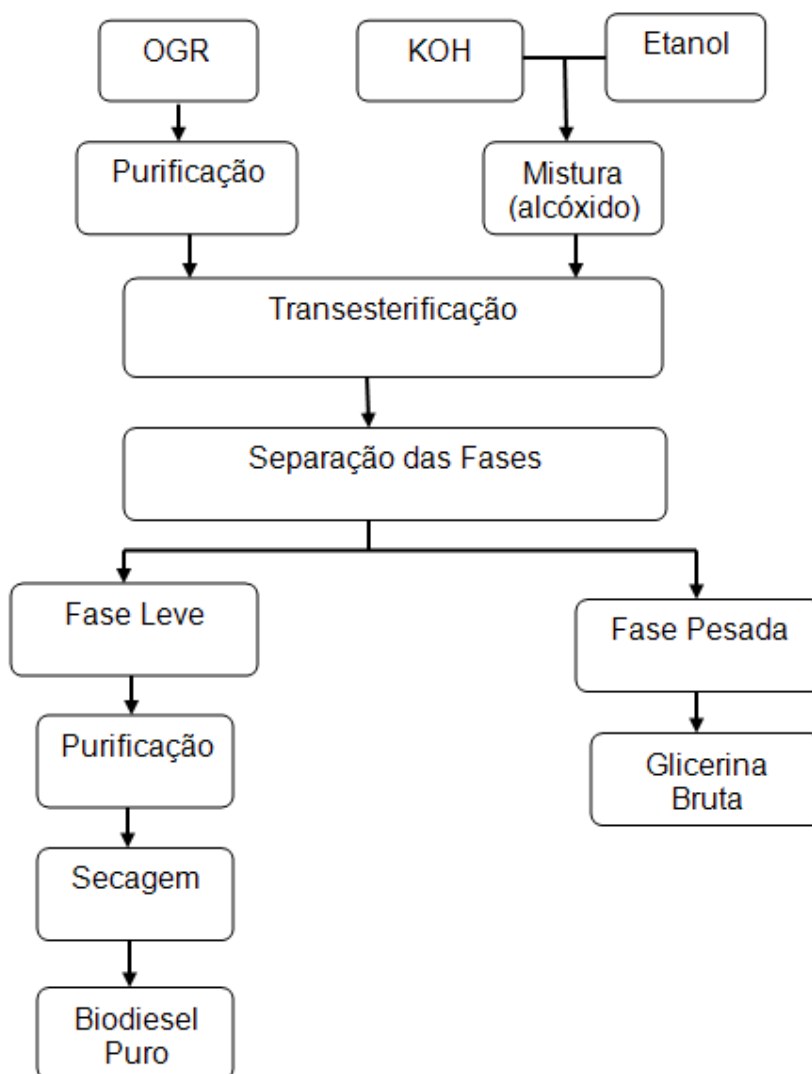 OGR
KOH
Etanol
Purificação
Mistura
(alcóxido)
Transesterificação
Separação das Fases
Fase Leve
Fase Pesada
Purificação
Glicerina
Bruta
Secagem
Biodiesel
Puro